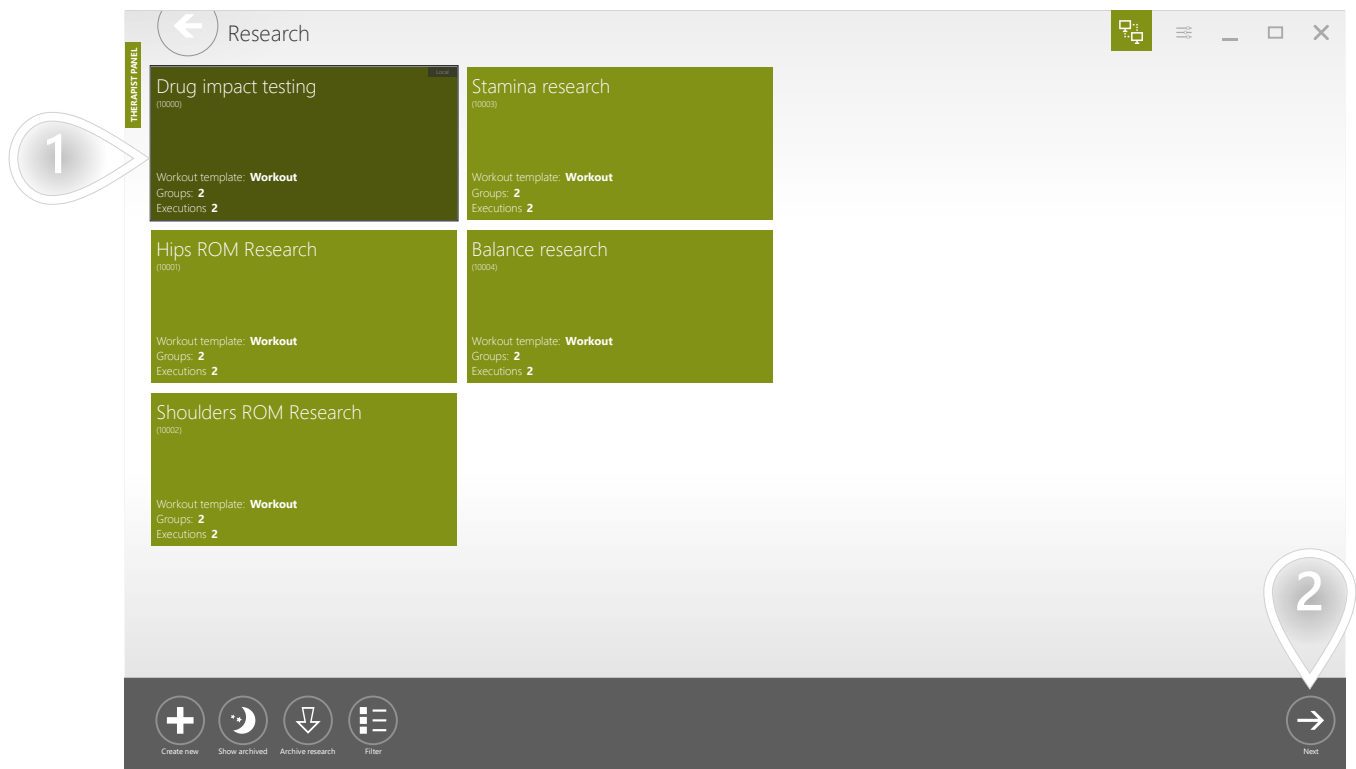 Research
THERAPIST PANEL
1
Local
Drug impact testing
(10000)
Workout template: Workout
Groups: 2
Executions 2
Stamina research
(10003)
Workout template: Workout
Groups: 2
Executions 2
Hips ROM Research
(10001)
Workout template: Workout
Groups: 2
Executions 2
Balance research
(10004)
Workout template: Workout
Groups: 2
Executions 2
Shoulders ROM Research
(10002)
Workout template: Workout
Groups: 2
Executions 2
2
Create new
Show archived
Archive research
Filter
Next